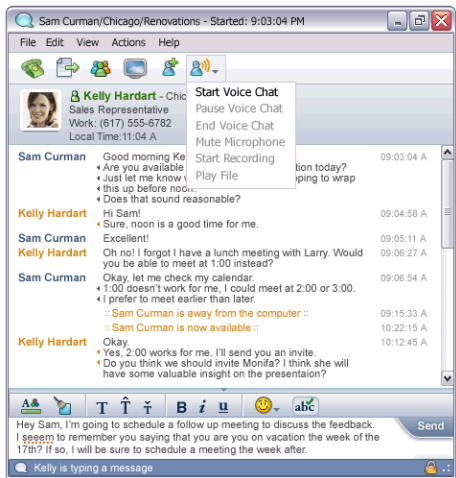 Sam Curman/Chicago/Renovations - Started: 9:03:04 PM
File Edit View Actions Help
Kelly Hardart - Chic
Sales Representative
Work: (617) 555-6782
Local Time:11:04 A
Start Voice Chat
Pause Voice Chat
End Voice Chat
Mute Microphone
Start Recording
Play File
Sam Curman Good morning Ke 09:03:04 A
Are you available tion today?
Just let me know ping to wrap
this up before noon.
Does that sound reasonable?
Kelly Hardart Hi Sam! 09:04:58 A
Sure, noon is a good time for me.
Sam Curman Excellent! 09:05:11 A
Kelly Hardart Oh no! I forgot I have a lunch meeting with Larry. Would 09:06:27 A
you be able to meet at 1:00 instead?
Sam Curman Okay, let me check my calendar. 09:06:54 A
1:00 doesn't work for me, I could meet at 2:00 or 3:00.
I prefer to meet earlier than later.
:: Sam Curman is away from the computer :: 09:15:33 A
:: Sam Curman is now available :: 10:22:15 A
Kelly Hardart Okay. 10:12:45 A
Yes, 2:00 works for me. I'll send you an invite.
Do you think we should invite Monifa? I think she will
have some valuable insight on the presentaion?
A T T T B i u abc
Hey Sam, I'm going to schedule a follow up meeting to discuss the feedback.
I seeem to remember you saying that you are you on vacation the week of the
17th? If so, I will be sure to schedule a meeting the week after.
Send
Kelly is typing a message